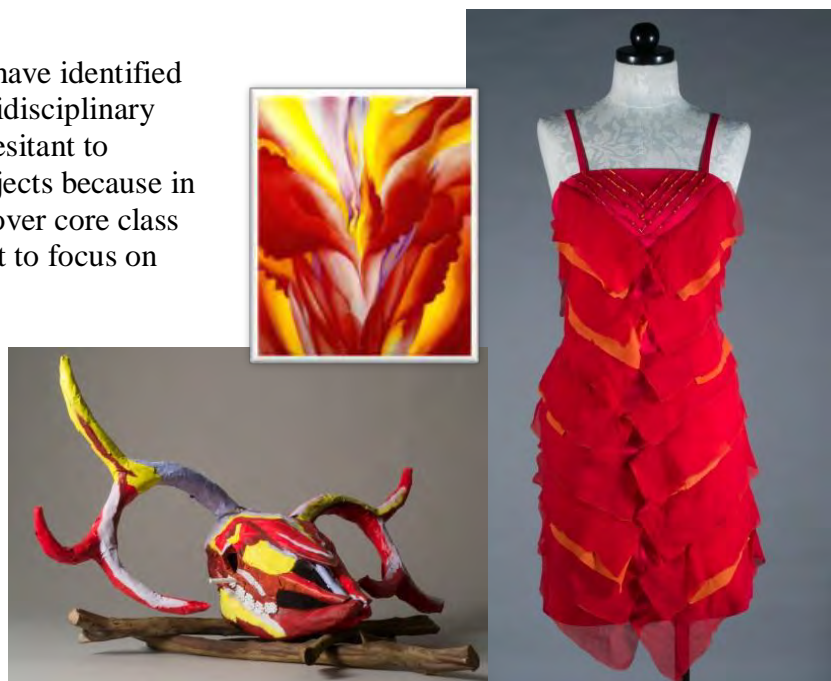 have identified
idisciplinary
esitant to
jects because in
over core class
t to focus on